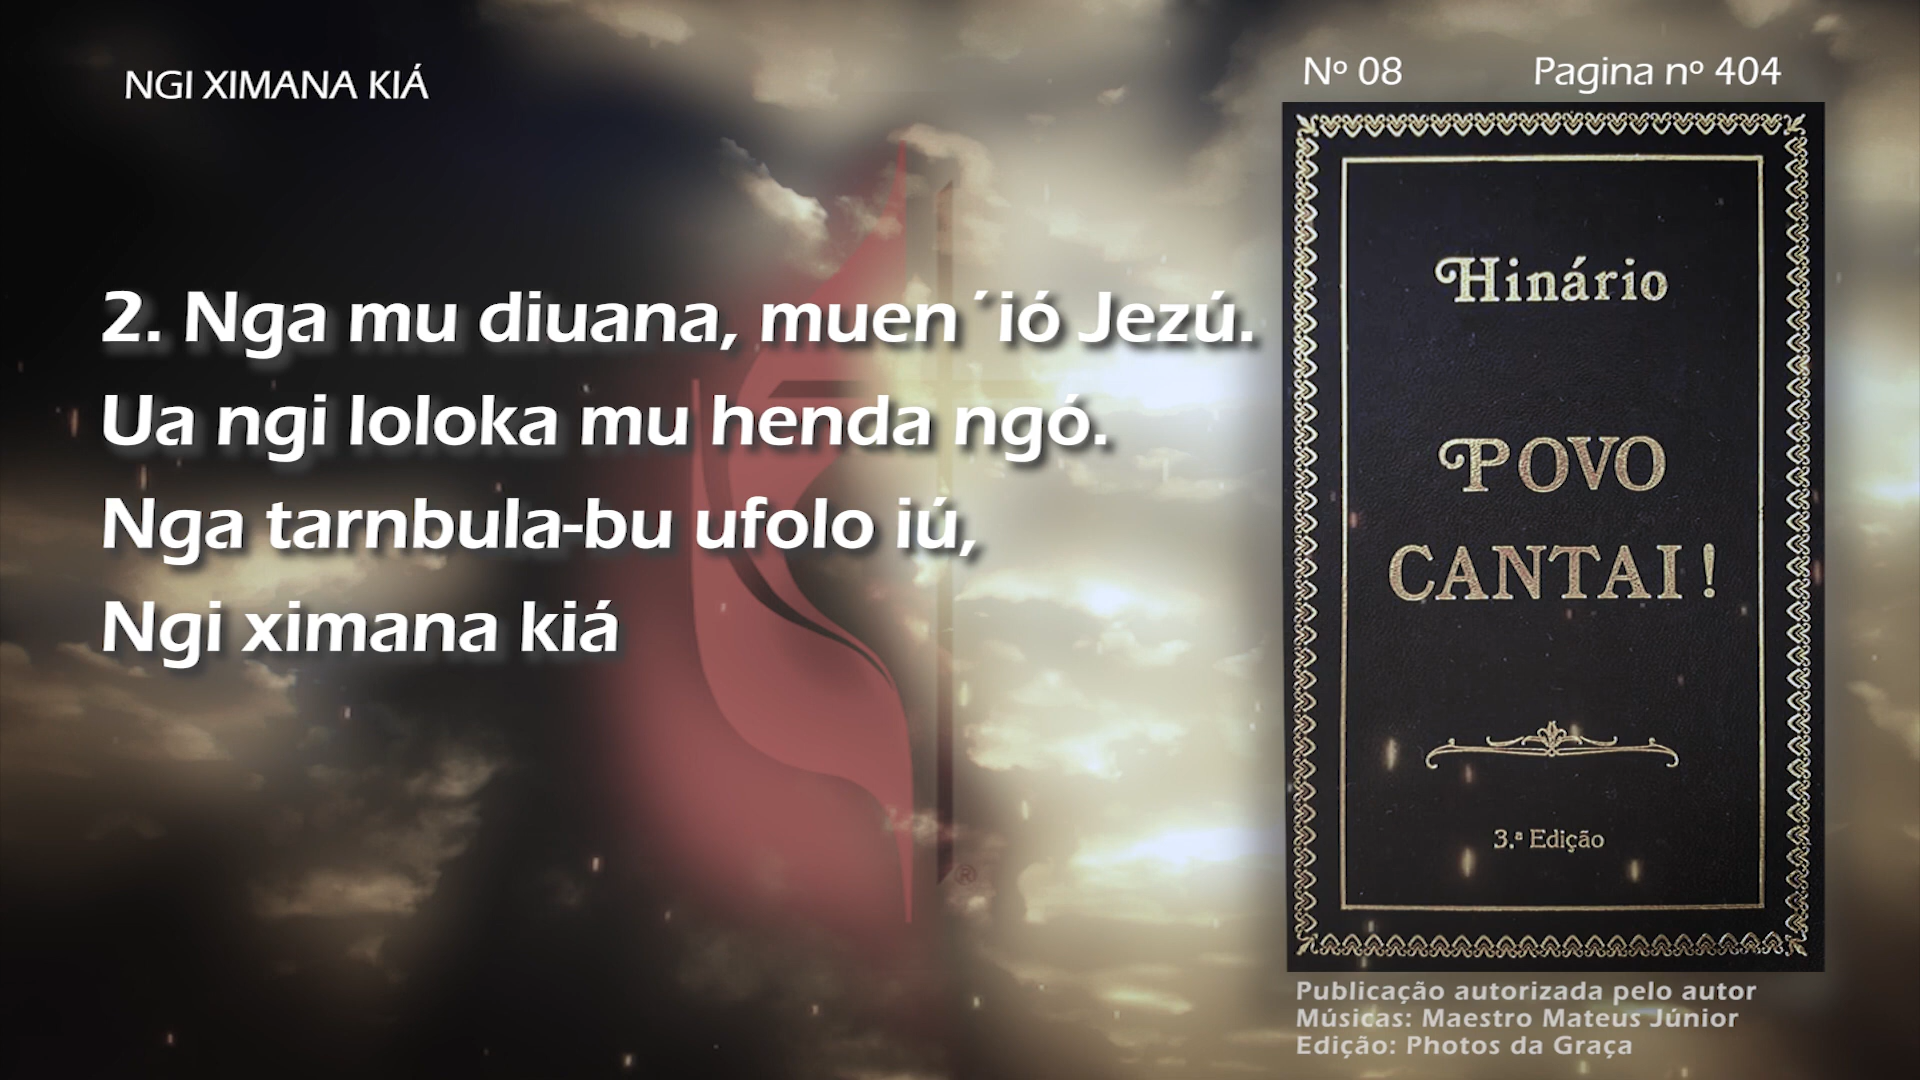 NGI XIMANA KIÁ
Nº 08
Pagina nº 404
2. Nga mu diuana, muen´ió Jezú.
Ua ngi loloka mu henda ngó.
Nga tarnbula-bu ufolo iú,
Ngi ximana kiá
Hinário
POVO
CANTAI!
3.ª Edição
®
Publicação autorizada pelo autor
Músicas: Maestro Mateus Júnior
Edição: Photos da Graça